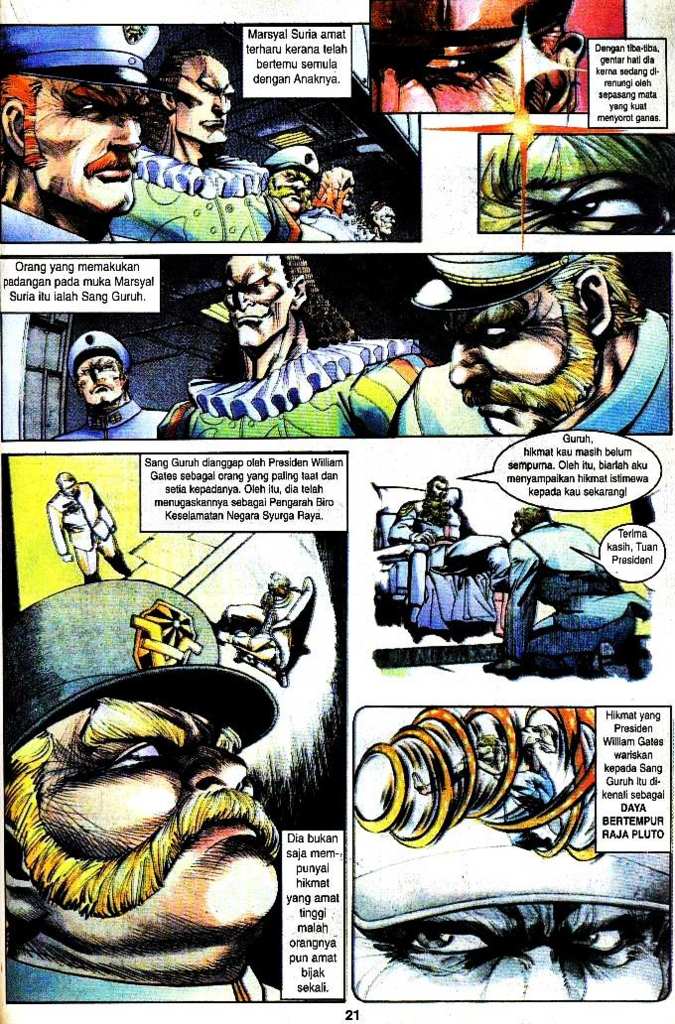 Marsyal Suria amat
terharu kerana telah
bertemu semula
dengan Anaknya.
Dengan tiba-tiba,
gentar hati dia
kerna sedang di-
renungi oleh
sepasang mata
yang kuat
menyorot ganas.
Orang yang memakukan
padangan pada muka Marsyal
Suria itu ialah Sang Guruh.
Sang Guruh dianggap oleh Presiden William
Gates sebagai orang yang paling taat dan
setia kepadanya. Oleh itu, dia telah
menugaskannya sebagai Pengarah Biro
Keselamatan Negara Syurga Raya.
Guruh,
hikmat kau masih belum
sempurna. Oleh itu, biarlah aku
menyampaikan hikmat istimewa
kepada kau sekarang!
Terima
kasih, Tuan
Presiden!
Dia bukan
saja mem-
punyai
hikmat
yang amat
tinggi
malah
orangnya
pun amat
bijak
sekali.
Hikmat yang
Presiden
William Gates
wariskan
kepada Sang
Guruh itu di-
kenali sebagai
DAYA
BERTEMPUR
RAJA PLUTO
21